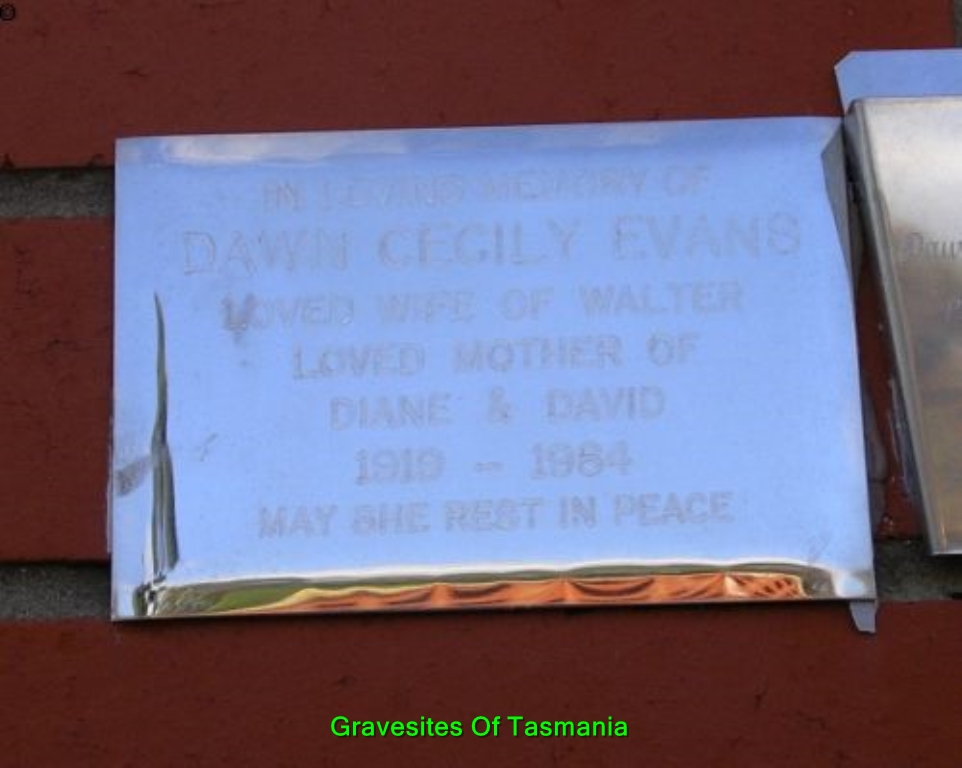 IN LOVING MEMORY OF
DAWN CECILY EVANS
LOVED WIFE OF WALTER
LOVED MOTHER OF
DIANE & DAVID
1919 - 1984
MAY SHE REST IN PEACE
Gravesites Of Tasmania